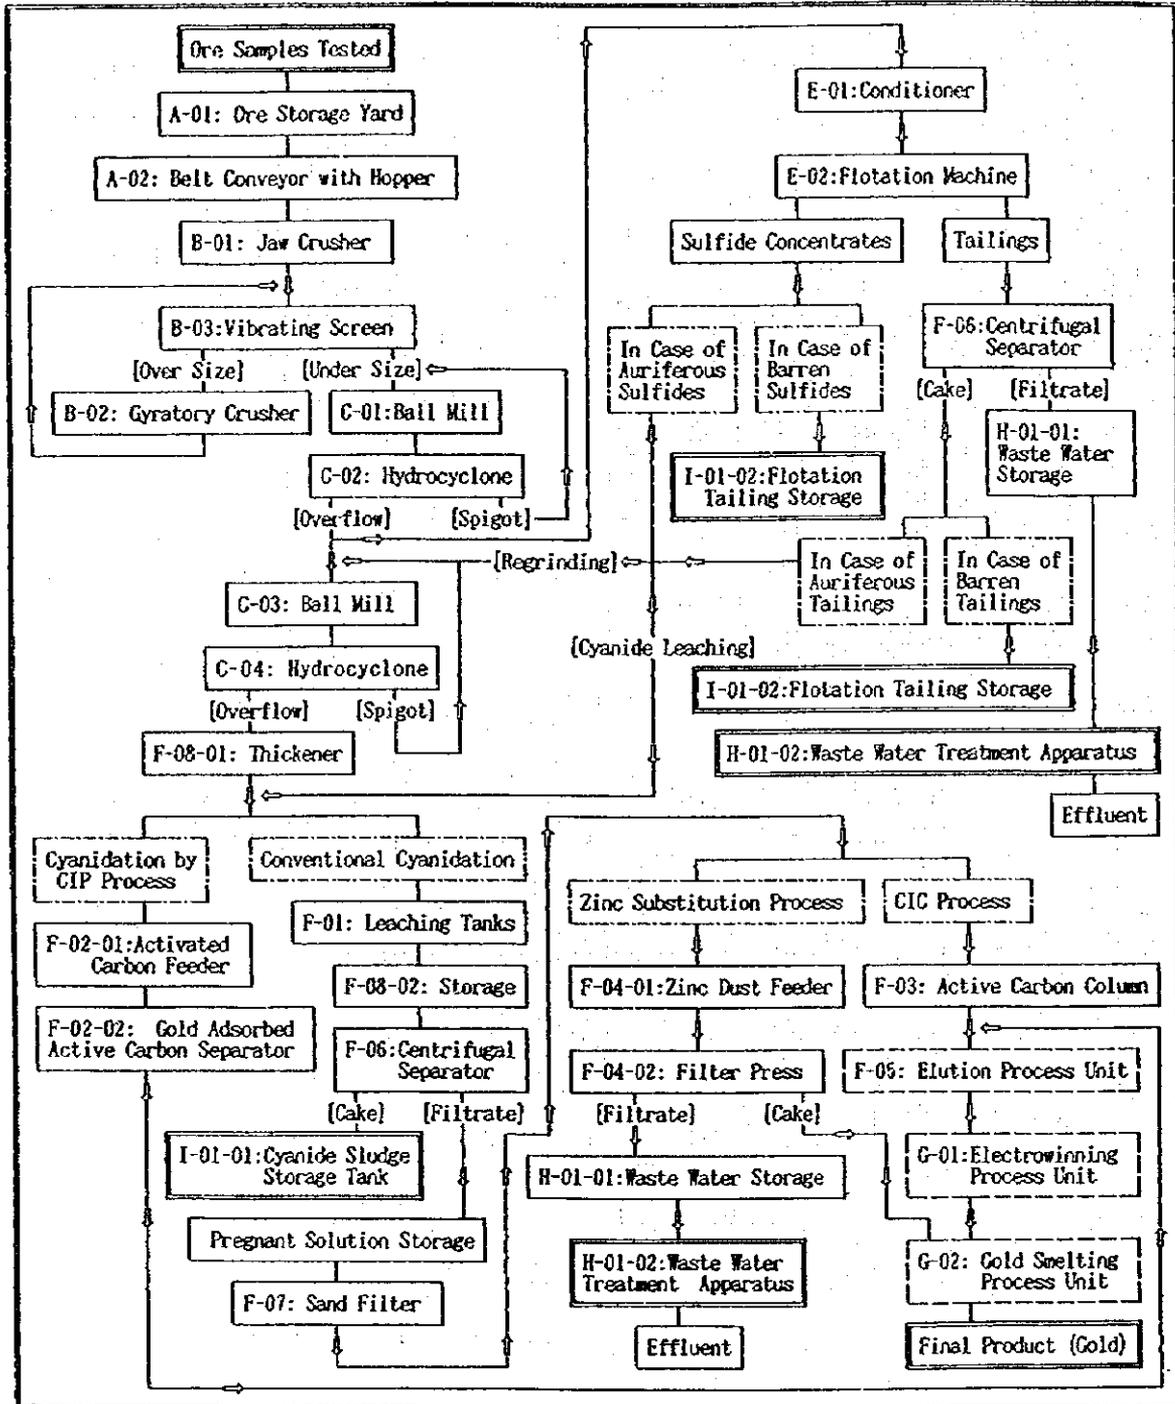 Ore Samples Tested
A-01: Ore Storage Yard
A-02: Belt Conveyor with Hopper
B-01: Jaw Crusher
B-03:Vibrating Screen
[Over Size]
[Under Size]
B-02: Gyratory Crusher
C-01:Ball Mill
C-02: Hydrocyclone
[Overflow]
[Spigot]
C-03: Ball Mill
C-04: Hydrocyclone
[Overflow]
[Spigot]
F-08-01: Thickener
E-01:Conditioner
E-02:Flotation Machine
Sulfide Concentrates
Tailings
In Case of
Auriferous
Sulfides
In Case of
Barren
Sulfides
F-06:Centrifugal
Separator
[Cake]
[Filtrate]
H-01-01:
Waste Water
Storage
I-01-02:Flotation
Tailing Storage
[Regrinding]
In Case of
Auriferous
Tailings
In Case of
Barren
Tailings
[Cyanide Leaching]
I-01-02:Flotation Tailing Storage
H-01-02:Waste Water Treatment Apparatus
Effluent
Cyanidation by
CIP Process
Conventional Cyanidation
F-02-01:Activated
Carbon Feeder
F-02-02: Gold Adsorbed
Active Carbon Separator
F-01: Leaching Tanks
F-08-02: Storage
F-06:Centrifugal
Separator
[Cake]
[Filtrate]
I-01-01:Cyanide Sludge
Storage Tank
Pregnant Solution Storage
F-07: Sand Filter
Zinc Substitution Process
CIC Process
F-04-01:Zinc Dust Feeder
F-03: Active Carbon Column
F-04-02: Filter Press
F-05: Elution Process Unit
[Filtrate]
[Cake]
H-01-01:Waste Water Storage
G-01:Electrowinning
Process Unit
H-01-02:Waste Water
Treatment Apparatus
G-02: Gold Smelting
Process Unit
Effluent
Final Product (Gold)